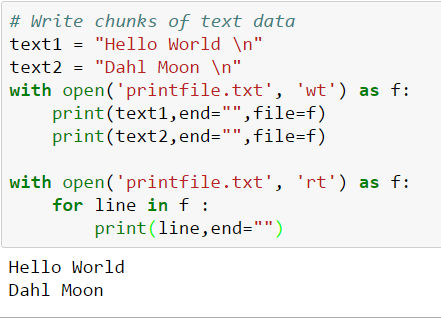 # Write chunks of text data
text1 = "Hello World \n"
text2 = "Dahl Moon \n"
with open('printfile.txt', 'wt') as f:
    print(text1,end="",file=f)
    print(text2,end="",file=f)

with open('printfile.txt', 'rt') as f:
    for line in f :
        print(line,end="")
Hello World
Dahl Moon